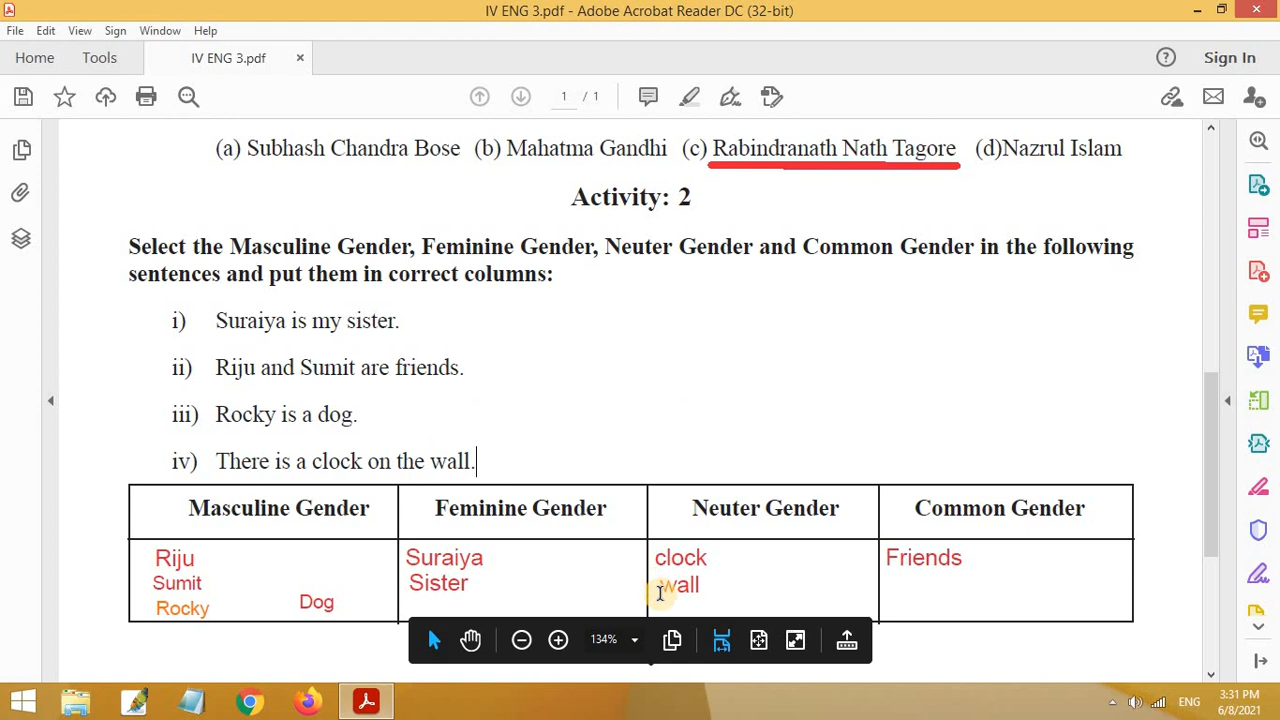 IV ENG 3.pdf - Adobe Acrobat Reader DC (32-bit)
File Edit View Sign Window Help
Home Tools IV ENG 3.pdf × ? Sign In
1 / 1
(a) Subhash Chandra Bose (b) Mahatma Gandhi (c) Rabindranath Nath Tagore (d)Nazrul Islam
Activity: 2
Select the Masculine Gender, Feminine Gender, Neuter Gender and Common Gender in the following
sentences and put them in correct columns:
i) Suraiya is my sister.
ii) Riju and Sumit are friends.
iii) Rocky is a dog.
iv) There is a clock on the wall.
Masculine Gender Feminine Gender Neuter Gender Common Gender
Riju Suraiya clock Friends
Sumit Sister wall
Rocky Dog
134%
ENG 3:31 PM
6/8/2021